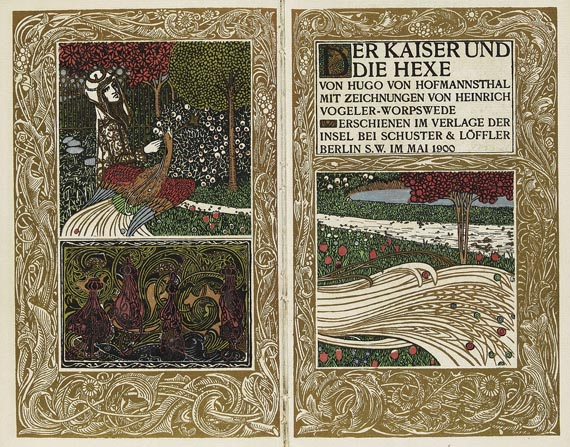 DER KAISER UND
DIE HEXE
VON HUGO VON HOFMANNSTHAL
MIT ZEICHNUNGEN VON HEINRICH
VOGELER-WORPSWEDE
ERSCHIENEN IM VERLAGE DER
INSEL BEI SCHUSTER & LÖFFLER
BERLIN S.W. IM MAI 1900